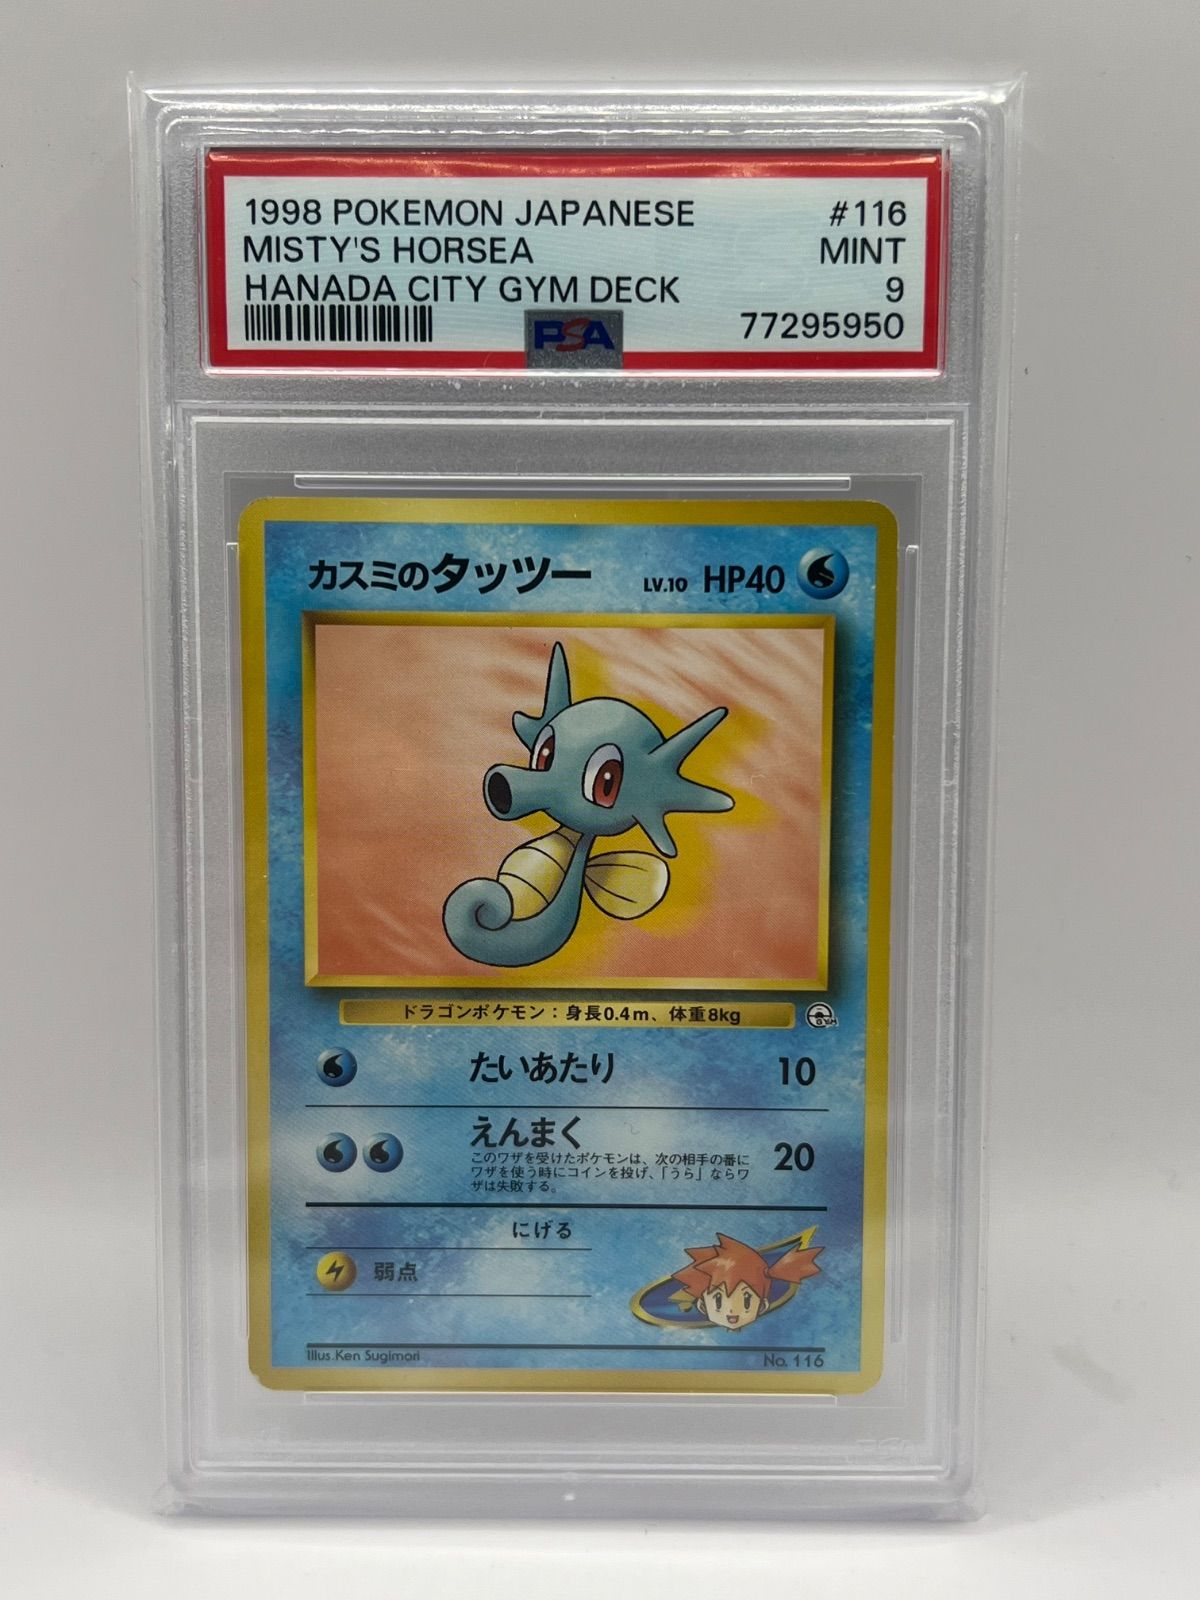 1998 POKEMON JAPANESE #116
MISTY'S HORSEA MINT
HANADA CITY GYM DECK 9
PSA 77295950
カスミのタッツー LV.10 HP40
ドラゴンポケモン：身長0.4m、体重8kg
GYM
たいあたり 10
えんまく 20
このワザを受けたポケモンは、次の相手の番に
ワザを使う時にコインを投げ、「うら」ならワ
ザは失敗する。
にげる
弱点
Illus.Ken Sugimori No. 116